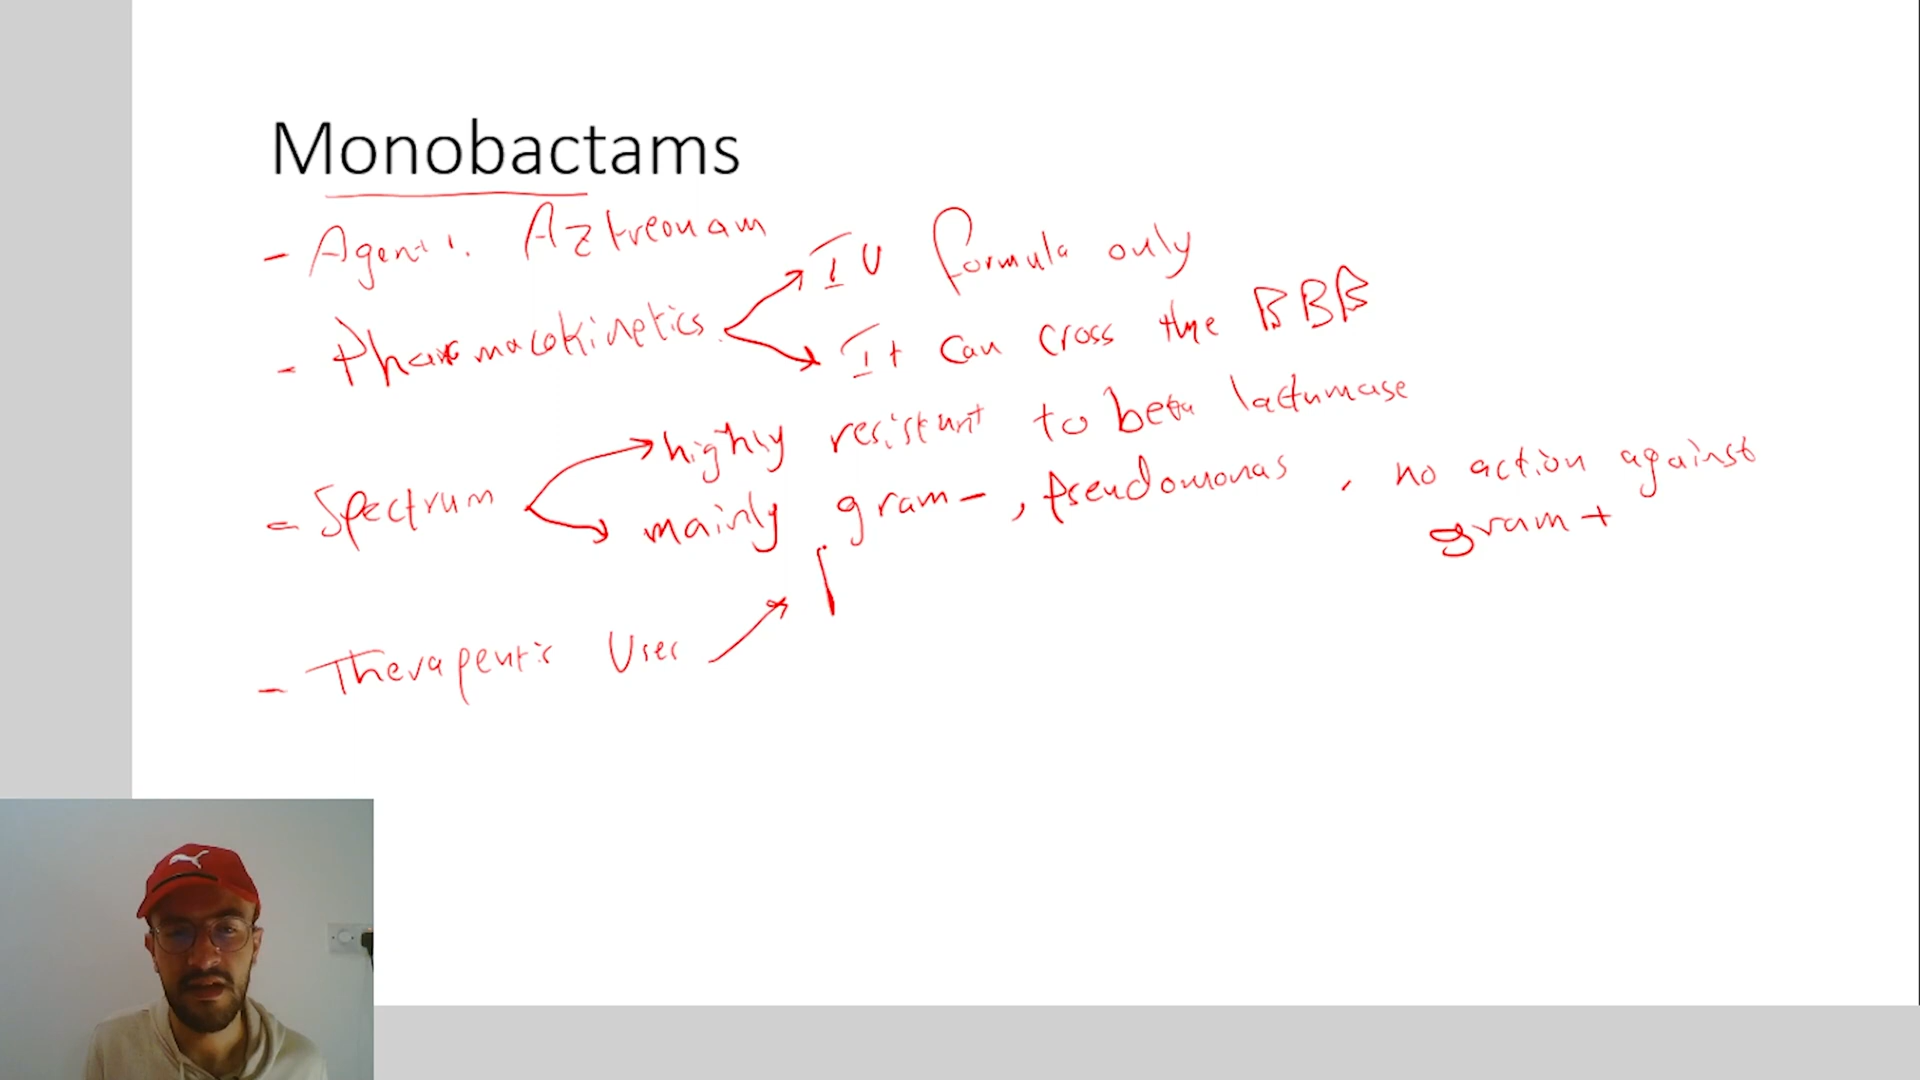 Monobactams
- Agent: Aztreonam
- Pharmacokinetics
IV formula only
It can cross the BBB
- Spectrum
highly resistant to beta lactamase
mainly gram -, Pseudomonas, no action against
gram +
- Therapeutic Uses